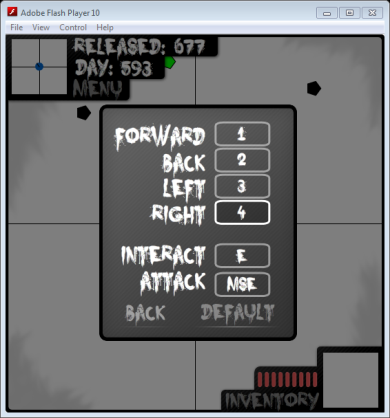 Adobe Flash Player 10
File View Control Help
RELEASED: 677
DAY: 593
MENU
FORWARD 1
BACK 2
LEFT 3
RIGHT 4
INTERACT E
ATTACK MSE
BACK DEFAULT
INVENTORY